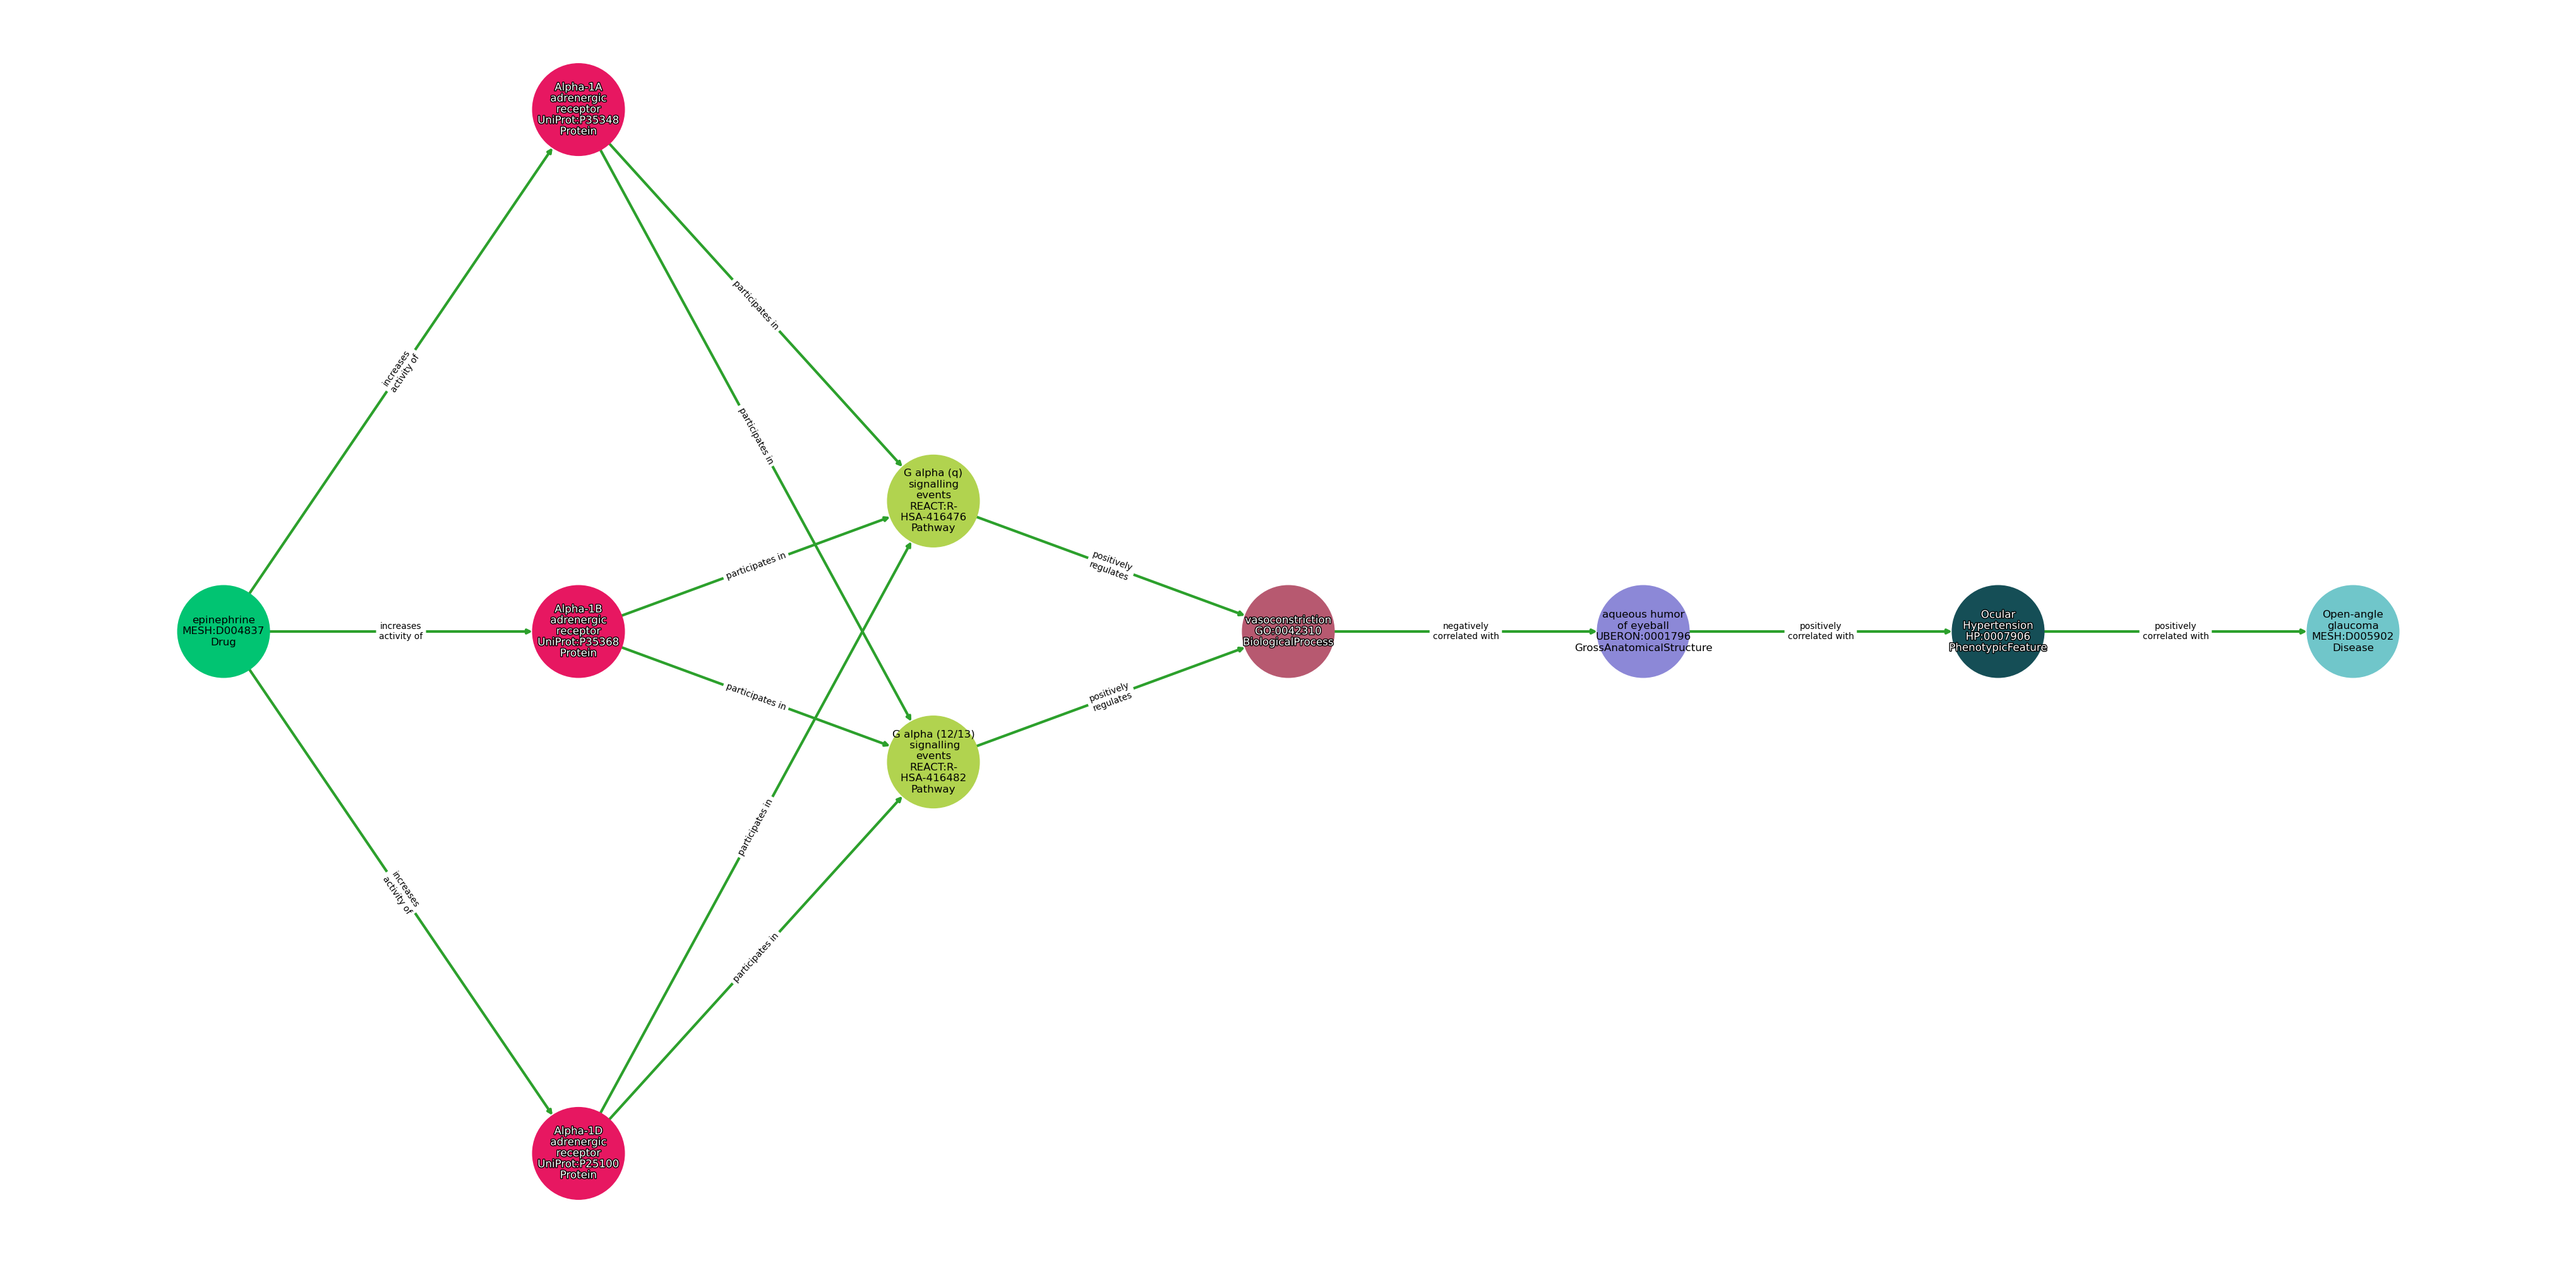 Alpha-1A
adrenergic
receptor
UniProt:P35348
Protein
participates in
increases
activity of
participates in
G alpha (q)
signalling
events
REACT:R-
HSA-416476
Pathway
participates in
positively
regulates
epinephrine
MESH:D004837
Drug
increases
activity of
Alpha-1B
adrenergic
receptor
UniProt:P35368
Protein
vasoconstriction
GO:0042310
BiologicalProcess
negatively
correlated with
aqueous humor
of eyeball
UBERON:0001796
GrossAnatomicalStructure
positively
correlated with
Ocular
Hypertension
HP:0007906
PhenotypicFeature
positively
correlated with
Open-angle
glaucoma
MESH:D005902
Disease
participates in
positively
regulates
G alpha (12/13)
signalling
events
REACT:R-
HSA-416482
Pathway
participates in
increases
activity of
participates in
Alpha-1D
adrenergic
receptor
UniProt:P25100
Protein